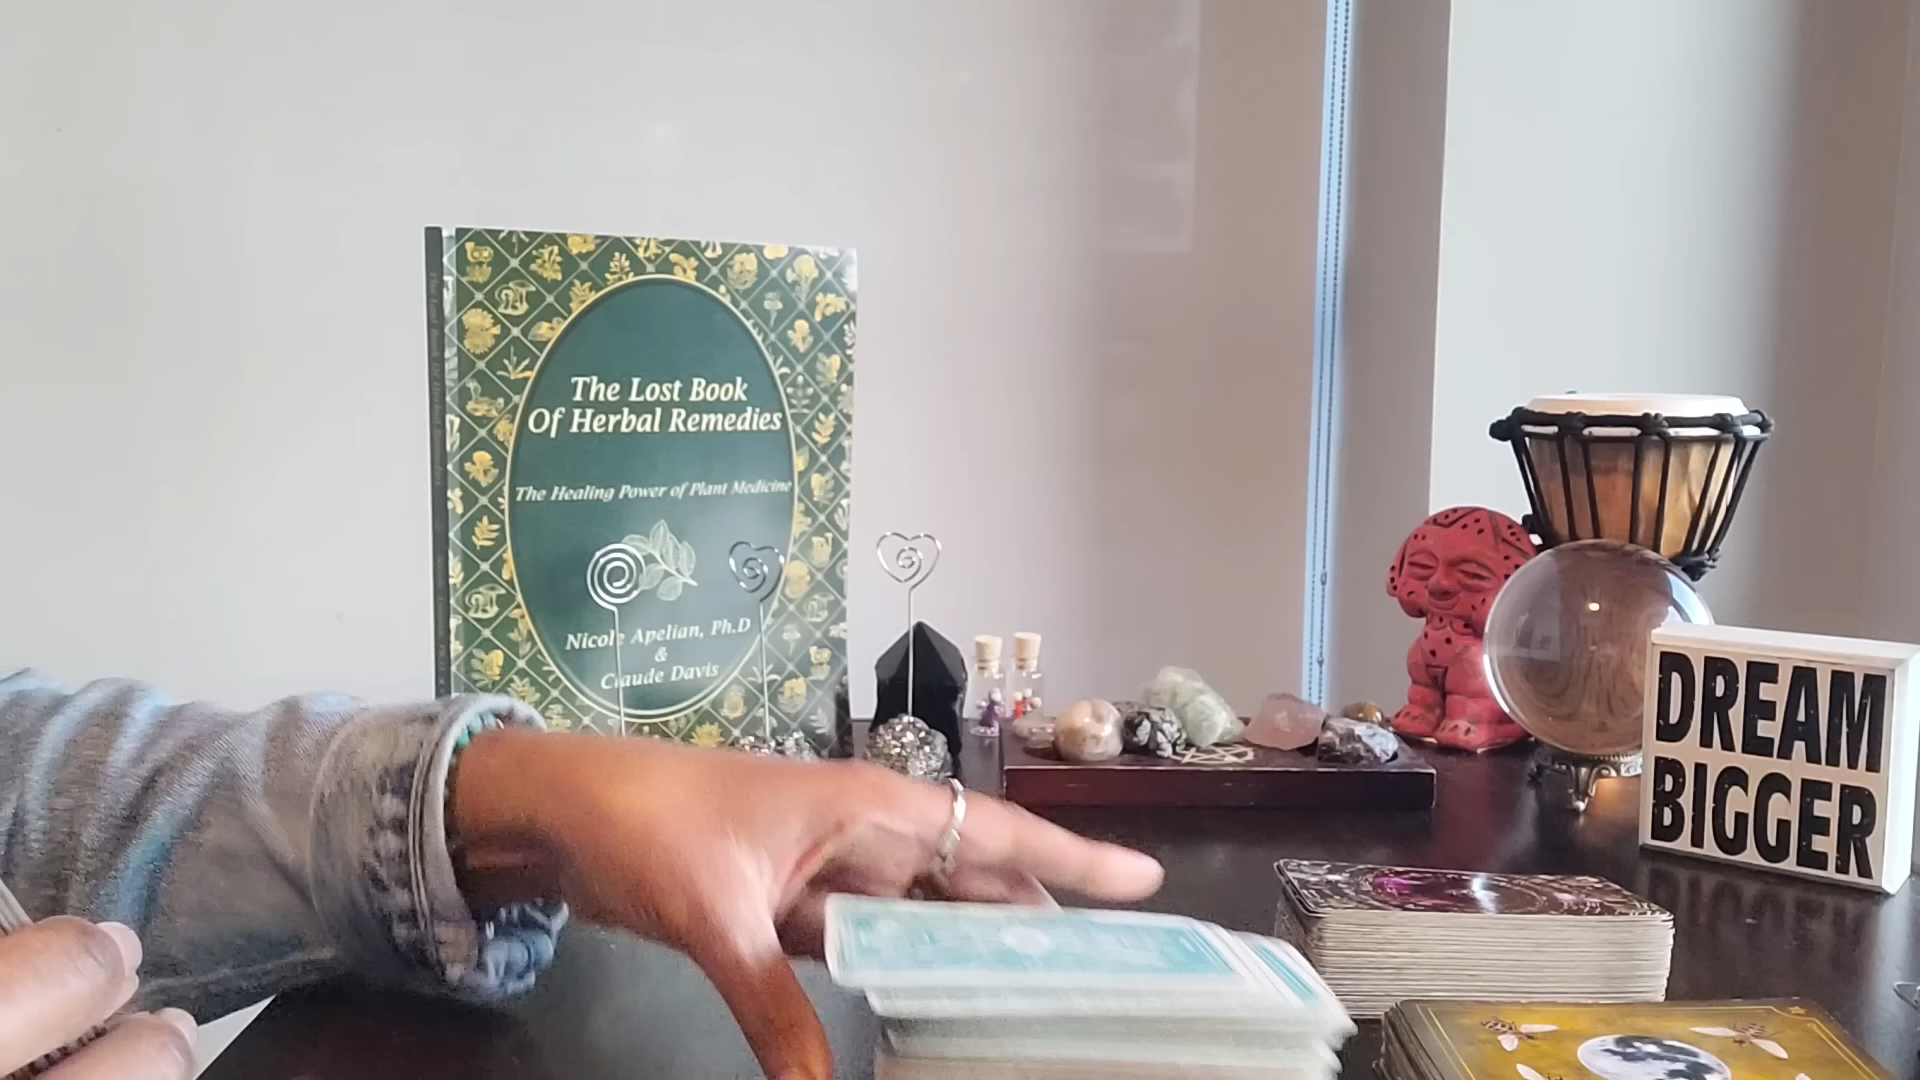 The Lost Book
Of Herbal Remedies
The Healing Power of Plant Medicine
Nicole Apelian, Ph.D
&
Claude Davis
DREAM
BIGGER